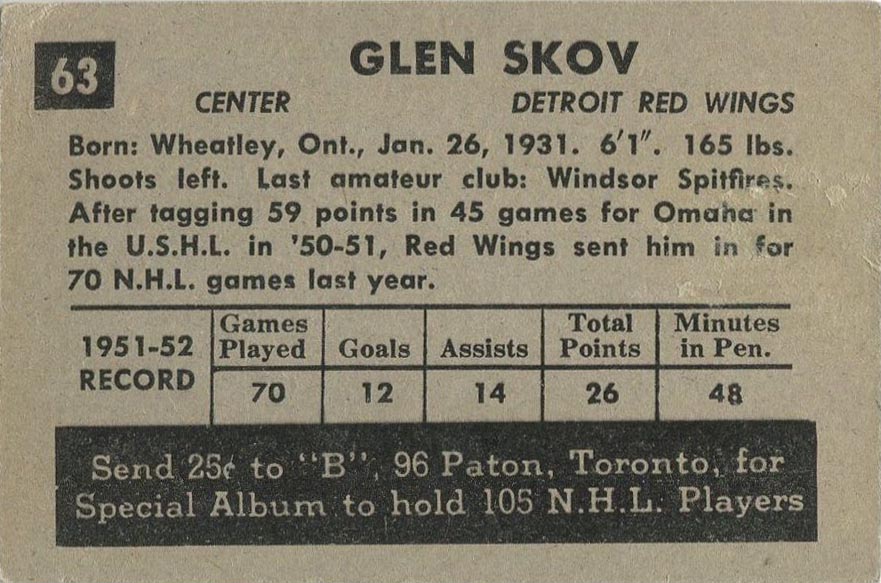 63
GLEN SKOV
CENTER DETROIT RED WINGS
Born: Wheatley, Ont., Jan. 26, 1931. 6'1". 165 lbs.
Shoots left. Last amateur club: Windsor Spitfires.
After tagging 59 points in 45 games for Omaha in
the U.S.H.L. in '50-51, Red Wings sent him in for
70 N.H.L. games last year.
1951-52 RECORD
Games Played Goals Assists Total Points Minutes in Pen.
70 12 14 26 48
Send 25¢ to "B", 96 Paton, Toronto, for
Special Album to hold 105 N.H.L. Players